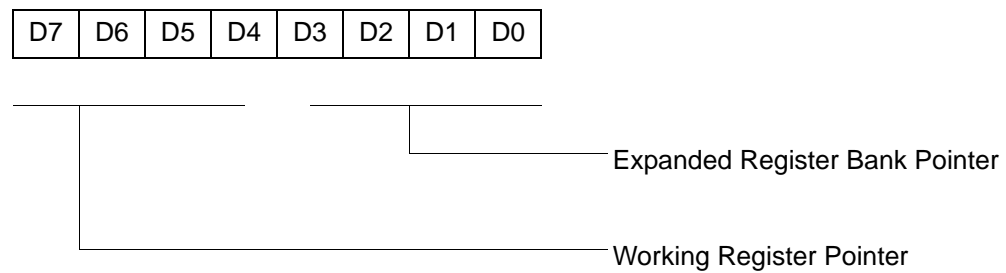 D7 D6 D5 D4 D3 D2 D1 D0
Expanded Register Bank Pointer
Working Register Pointer